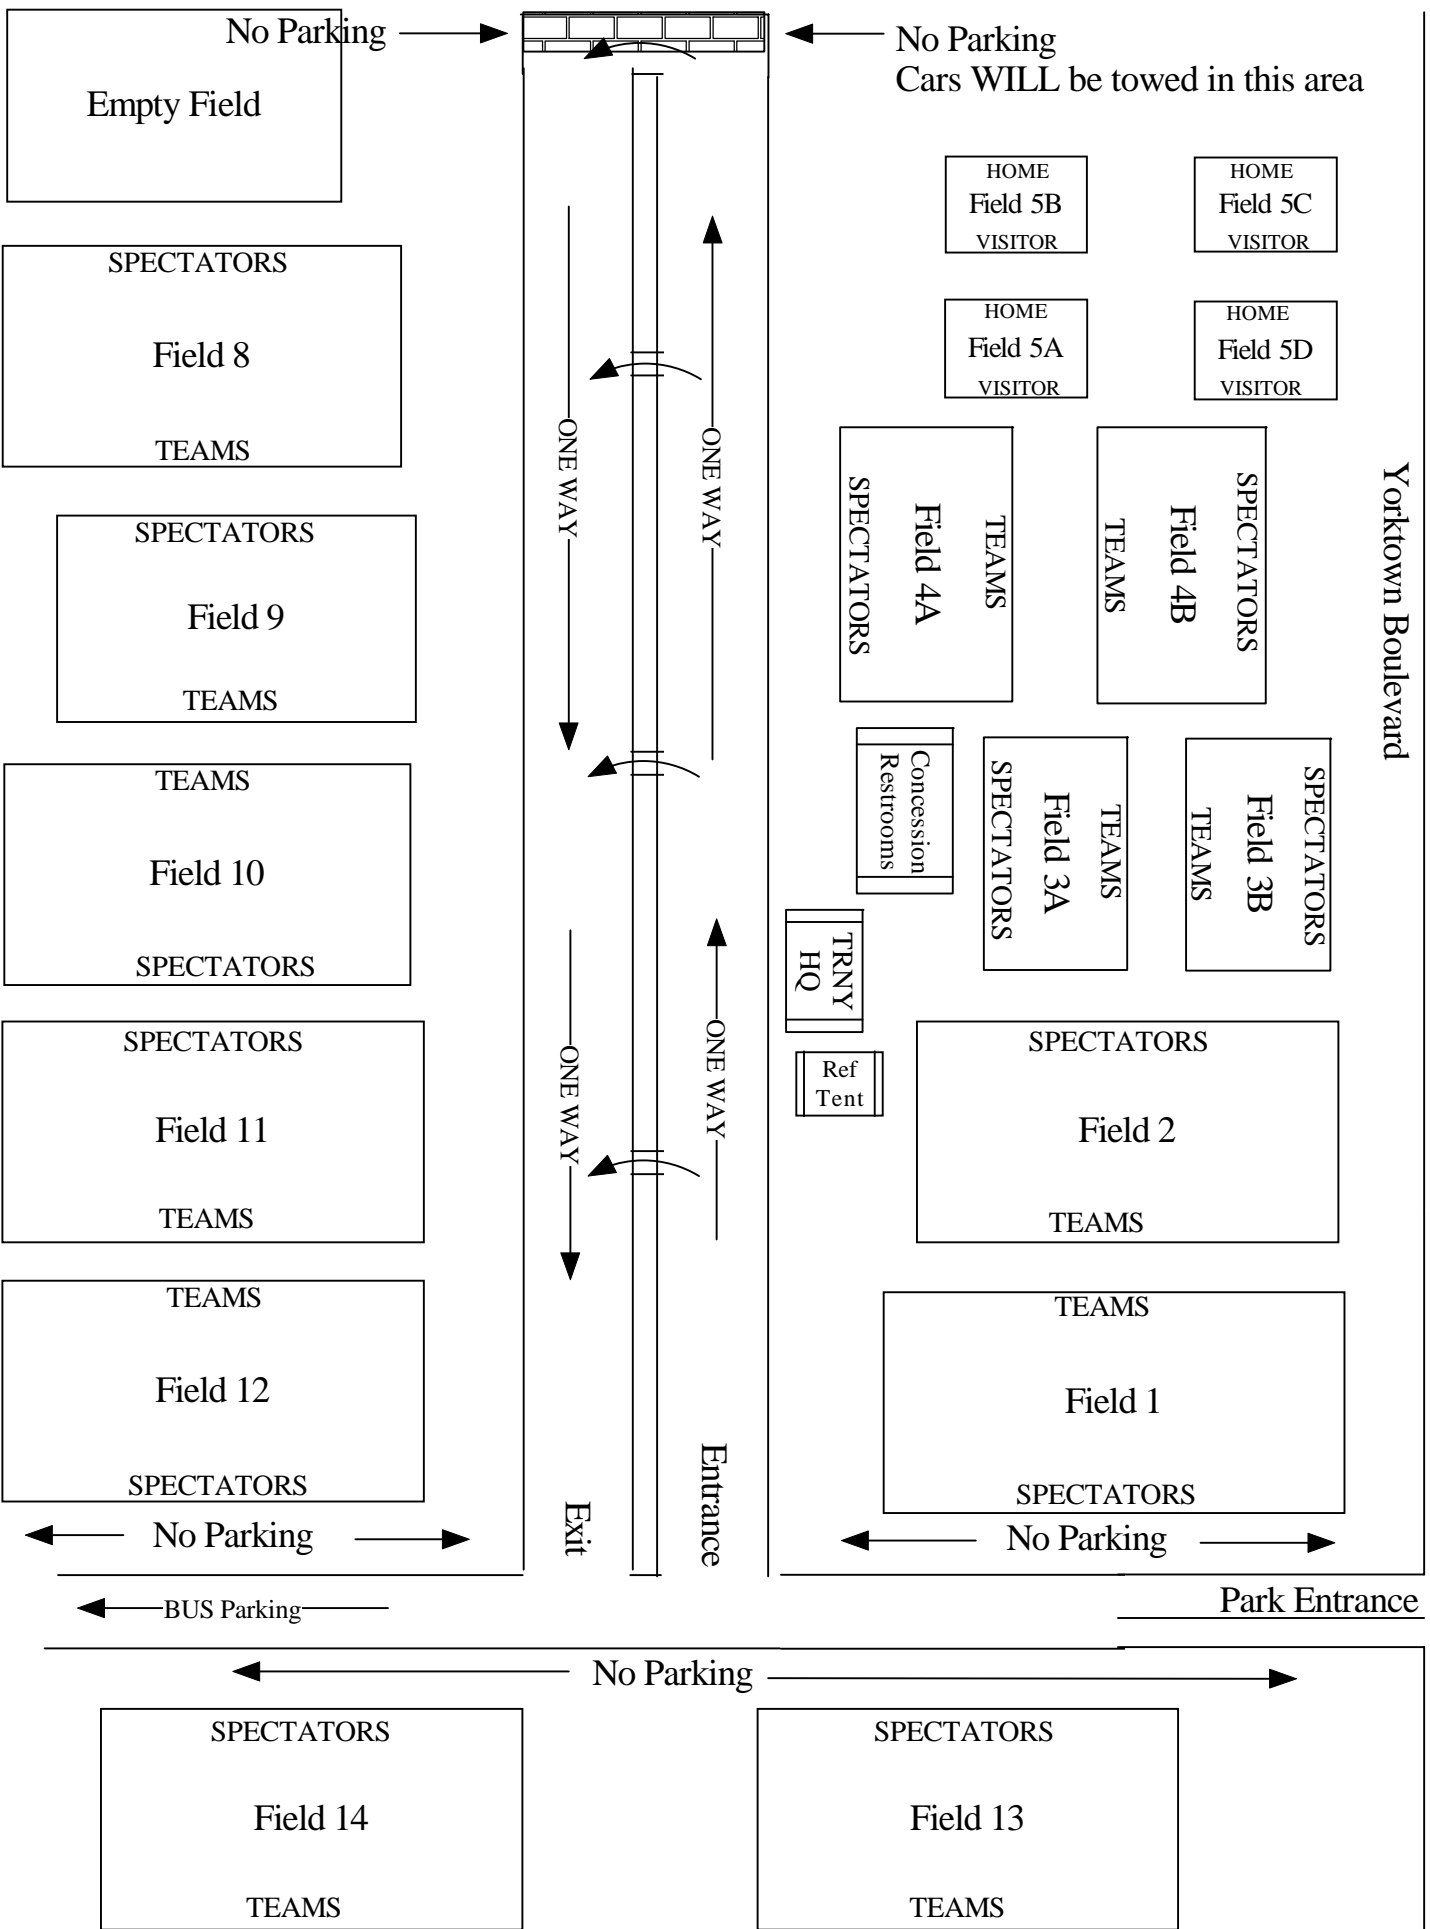 No Parking
No Parking
Cars WILL be towed in this area
Empty Field
HOME
Field 5B
VISITOR
HOME
Field 5C
VISITOR
SPECTATORS
Field 8
TEAMS
HOME
Field 5A
VISITOR
HOME
Field 5D
VISITOR
ONE WAY
ONE WAY
SPECTATORS
Field 4A
TEAMS
TEAMS
Field 4B
SPECTATORS
Yorktown Boulevard
SPECTATORS
Field 9
TEAMS
Concession
Restrooms
SPECTATORS
Field 3A
TEAMS
TEAMS
Field 3B
SPECTATORS
TEAMS
Field 10
SPECTATORS
TRNY
HQ
ONE WAY
ONE WAY
Ref
Tent
SPECTATORS
Field 11
TEAMS
SPECTATORS
Field 2
TEAMS
TEAMS
Field 12
SPECTATORS
TEAMS
Field 1
SPECTATORS
Exit
Entrance
No Parking
No Parking
BUS Parking
Park Entrance
No Parking
SPECTATORS
Field 14
TEAMS
SPECTATORS
Field 13
TEAMS